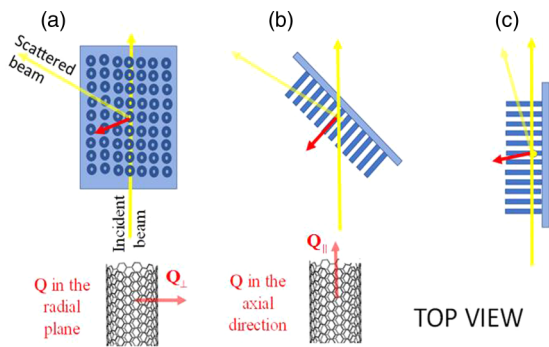 (a)
(b)
(c)
Scattered
beam
Incident
beam
Q in the
radial
plane
Q⊥
Q∥
Q in the
axial
direction
TOP VIEW